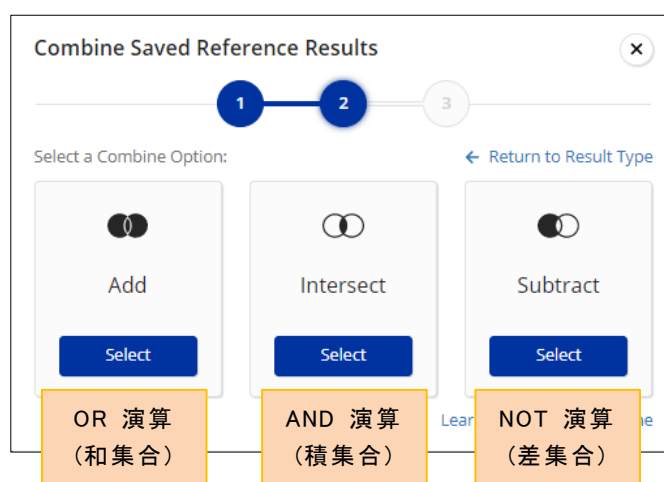 Combine Saved Reference Results
1 2 3
Select a Combine Option:
← Return to Result Type
Add
Intersect
Subtract
Select
Select
Select
OR 演算
(和集合)
AND 演算
(積集合)
NOT 演算
(差集合)